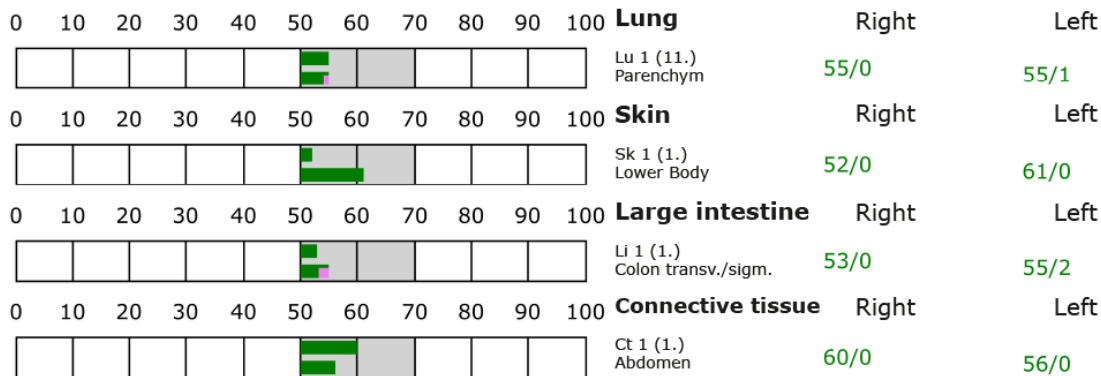 0 10 20 30 40 50 60 70 80 90 100 Lung Right Left
Lu 1 (11.)
Parenchym 55/0 55/1
0 10 20 30 40 50 60 70 80 90 100 Skin Right Left
Sk 1 (1.)
Lower Body 52/0 61/0
0 10 20 30 40 50 60 70 80 90 100 Large intestine Right Left
Li 1 (1.)
Colon transv./sigm. 53/0 55/2
0 10 20 30 40 50 60 70 80 90 100 Connective tissue Right Left
Ct 1 (1.)
Abdomen 60/0 56/0